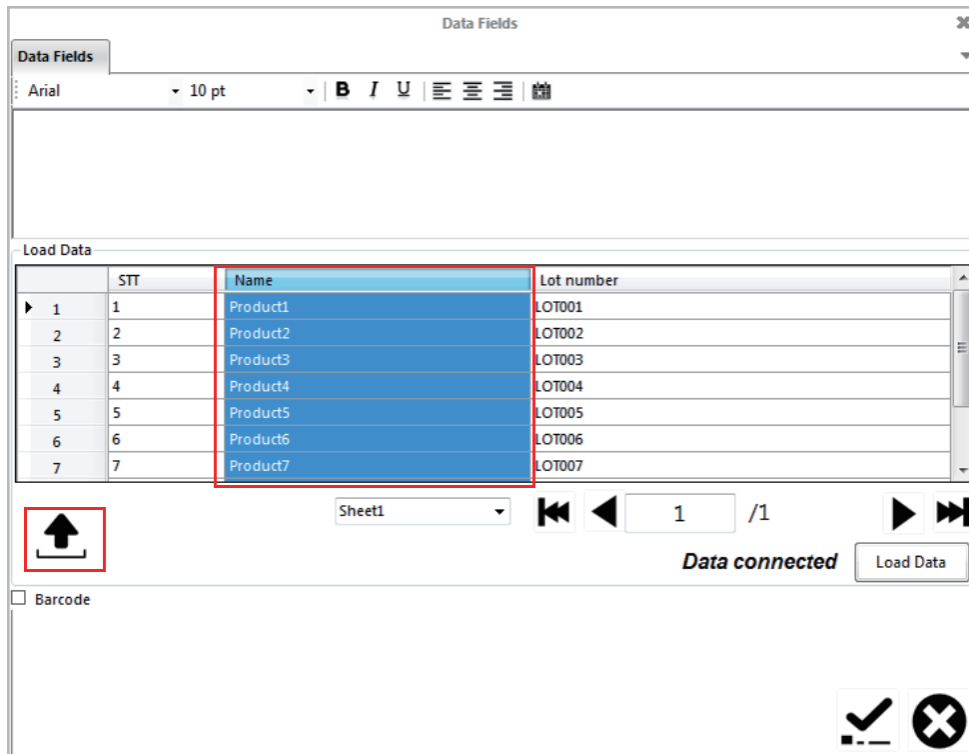 Data Fields
Data Fields
Arial 10 pt B I U
Load Data
STT Name Lot number
1 1 Product1 LOT001
2 2 Product2 LOT002
3 3 Product3 LOT003
4 4 Product4 LOT004
5 5 Product5 LOT005
6 6 Product6 LOT006
7 7 Product7 LOT007
Sheet1 1 /1
Data connected Load Data
Barcode